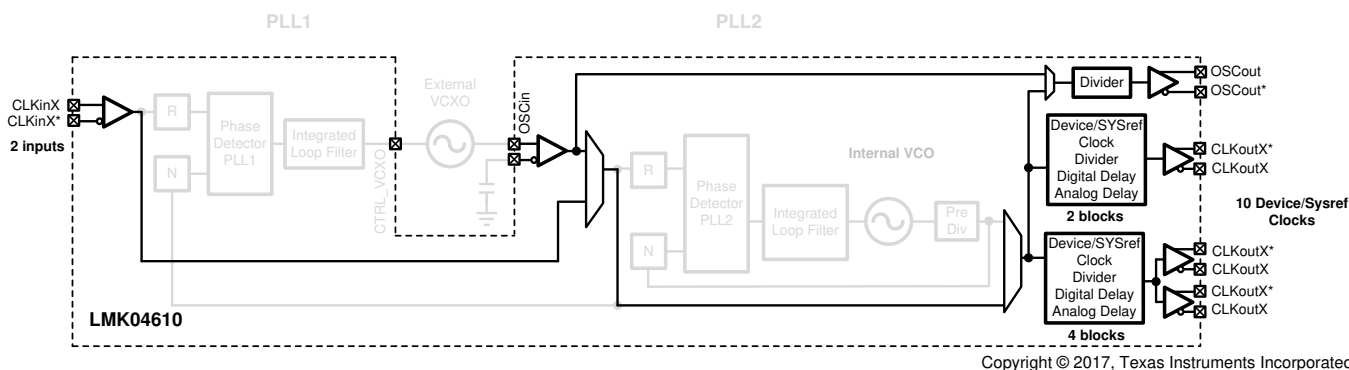 PLL1
PLL2
CLKinX
CLKinX*
2 inputs
R
N
Phase
Detector
PLL1
Integrated
Loop Filter
CTRL_VCXO
External
VCXO
OSCin
R
N
Phase
Detector
PLL2
Integrated
Loop Filter
Internal VCO
Pre
Div
Divider
OSCout
OSCout*
Device/SYSref
Clock
Divider
Digital Delay
Analog Delay
2 blocks
CLKoutX*
CLKoutX
10 Device/Sysref
Clocks
Device/SYSref
Clock
Divider
Digital Delay
Analog Delay
4 blocks
CLKoutX*
CLKoutX
CLKoutX*
CLKoutX
LMK04610
Copyright © 2017, Texas Instruments Incorporated